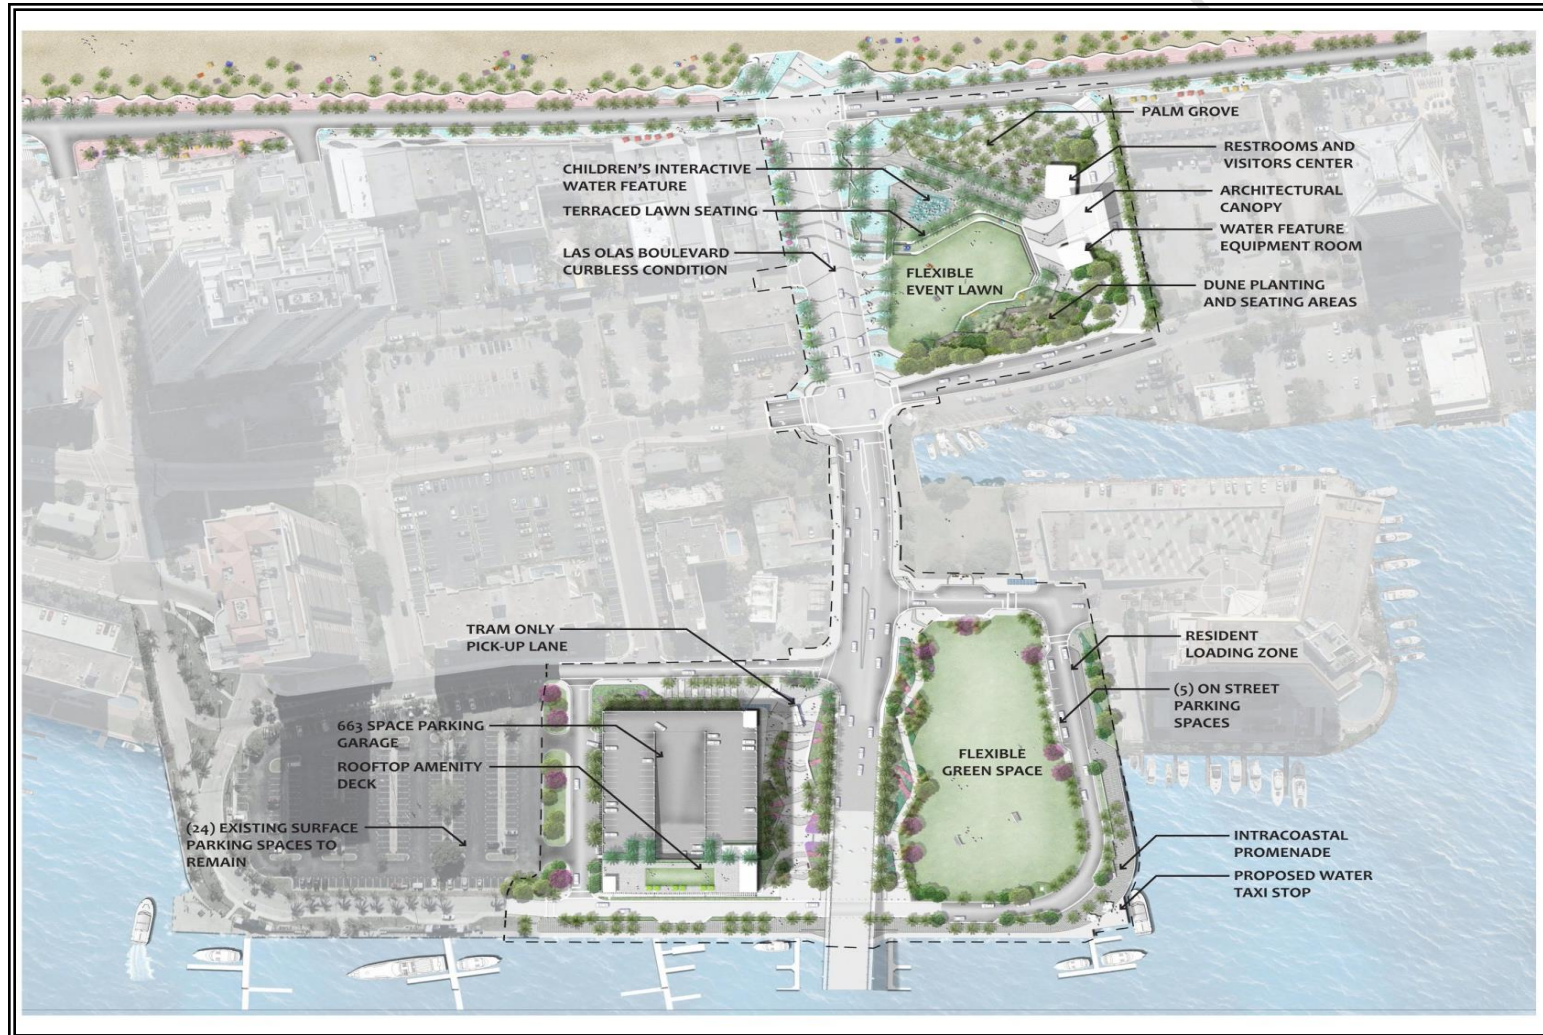 PALM GROVE
RESTROOMS AND
VISITORS CENTER
CHILDREN'S INTERACTIVE
WATER FEATURE
ARCHITECTURAL
CANOPY
TERRACED LAWN SEATING
WATER FEATURE
EQUIPMENT ROOM
LAS OLAS BOULEVARD
CURBLESS CONDITION
FLEXIBLE
EVENT LAWN
DUNE PLANTING
AND SEATING AREAS
TRAM ONLY
PICK-UP LANE
RESIDENT
LOADING ZONE
(5) ON STREET
PARKING
SPACES
663 SPACE PARKING
GARAGE
FLEXIBLE
GREEN SPACE
ROOFTOP AMENITY
DECK
(24) EXISTING SURFACE
PARKING SPACES TO
REMAIN
INTRACOASTAL
PROMENADE
PROPOSED WATER
TAXI STOP